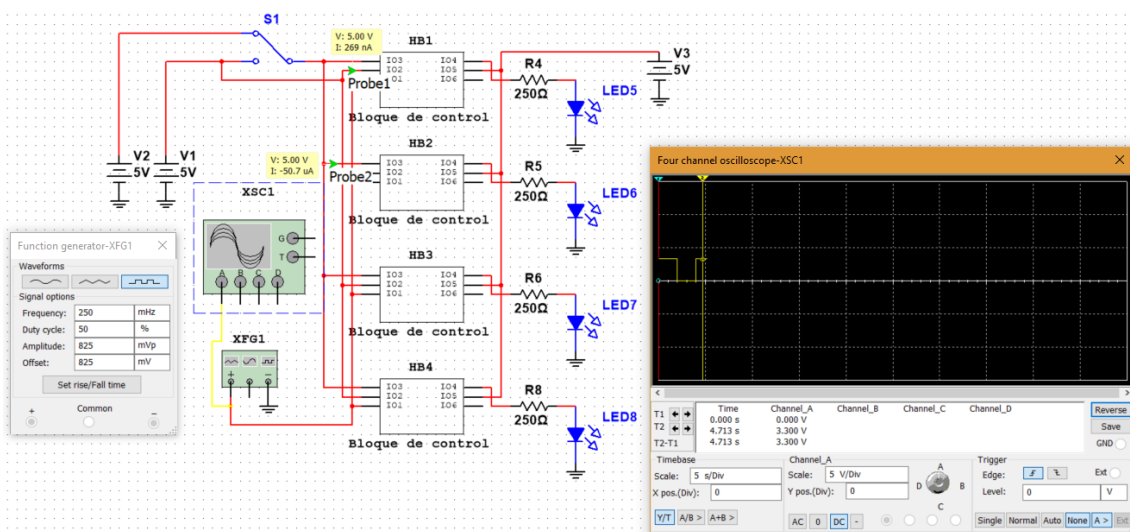 S1
V: 5.00 V
I: 269 nA
HB1
IO3
IO2
O1
IO4
IO5
IO6
Probe1
Bloque de control
R4
250Ω
LED5
V3
5V
V2
5V
V1
5V
V: 5.00 V
I: -50.7 uA
HB2
IO3
IO2
IO1
IO4
IO5
IO6
Probe2
Bloque de control
R5
250Ω
LED6
XSC1
G
T
A B C D
HB3
IO3
IO2
IO1
IO4
IO5
IO6
Bloque de control
R6
250Ω
LED7
XFG1
HB4
IO3
IO2
IO1
IO4
IO5
IO6
Bloque de control
R8
250Ω
LED8
Function generator-XFG1
Waveforms
Signal options
Frequency: 250 mHz
Duty cycle: 50 %
Amplitude: 825 mVp
Offset: 825 mV
Set rise/Fall time
+ Common −
Four channel oscilloscope-XSC1
Time Channel_A Channel_B Channel_C Channel_D
T1 0.000 s 0.000 V
T2 4.713 s 3.300 V
T2-T1 4.713 s 3.300 V
Reverse
Save
GND
Timebase
Scale: 5 s/Div
X pos.(Div): 0
Y/T A/B > A+B >
Channel_A
Scale: 5 V/Div
Y pos.(Div): 0
AC 0 DC -
A
B
C
D
Trigger
Edge: Ext
Level: 0 V
Single Normal Auto None A > Ext